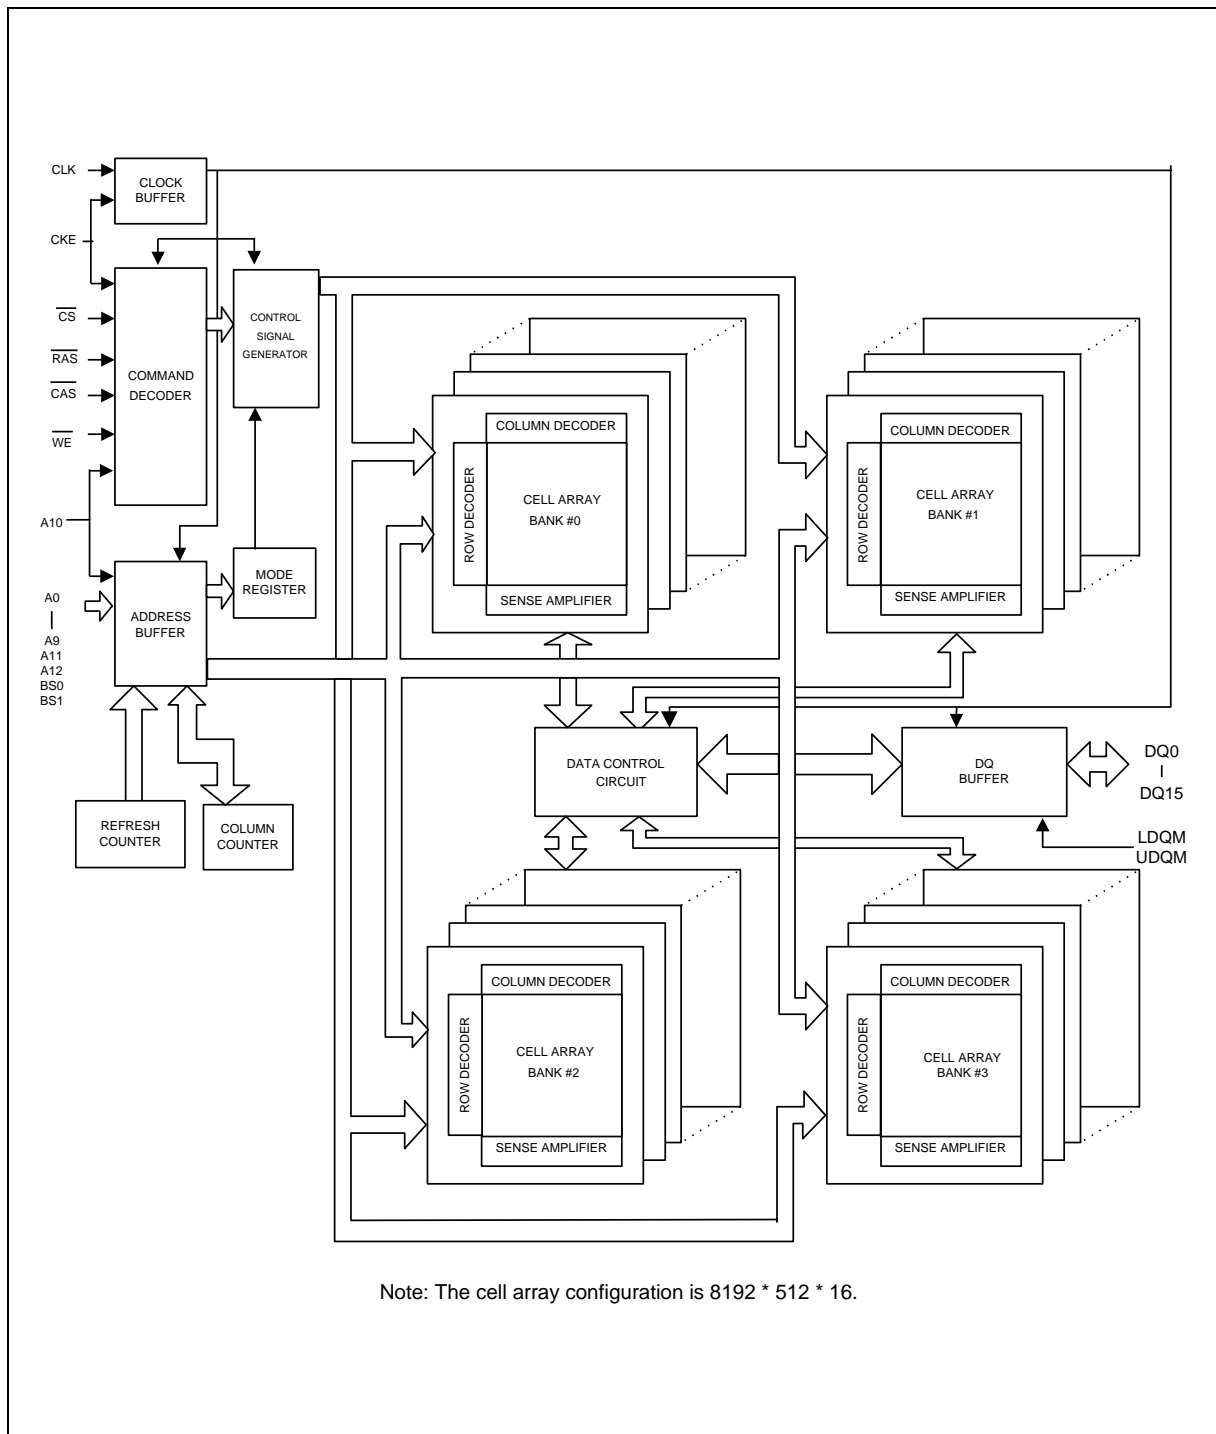 CLK
CLOCK
BUFFER
CKE
CS
RAS
CAS
WE
COMMAND
DECODER
CONTROL
SIGNAL
GENERATOR
A10
A0
A9
A11
A12
BS0
BS1
ADDRESS
BUFFER
MODE
REGISTER
REFRESH
COUNTER
COLUMN
COUNTER
COLUMN DECODER
ROW DECODER
CELL ARRAY
BANK #0
SENSE AMPLIFIER
COLUMN DECODER
ROW DECODER
CELL ARRAY
BANK #1
SENSE AMPLIFIER
DATA CONTROL
CIRCUIT
DQ
BUFFER
DQ0
DQ15
LDQM
UDQM
COLUMN DECODER
ROW DECODER
CELL ARRAY
BANK #2
SENSE AMPLIFIER
COLUMN DECODER
ROW DECODER
CELL ARRAY
BANK #3
SENSE AMPLIFIER
Note: The cell array configuration is 8192 * 512 * 16.